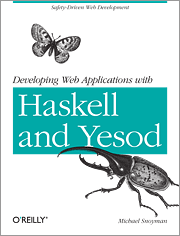 Safety-Driven Web Development
Developing Web Applications with
Haskell
and Yesod
O'REILLY®
Michael Snoyman